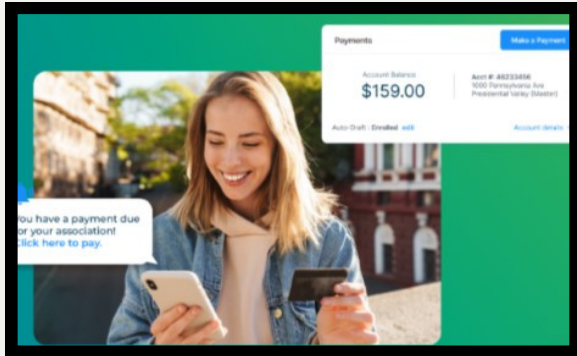 Payments
Make a Payment
Account Balance
$159.00
Acct #: 46233456
1600 Pennsylvania Ave
Presidential Valley (Master)
Auto-Draft : Enrolled edit
Account details
You have a payment due
or your association!
Click here to pay.